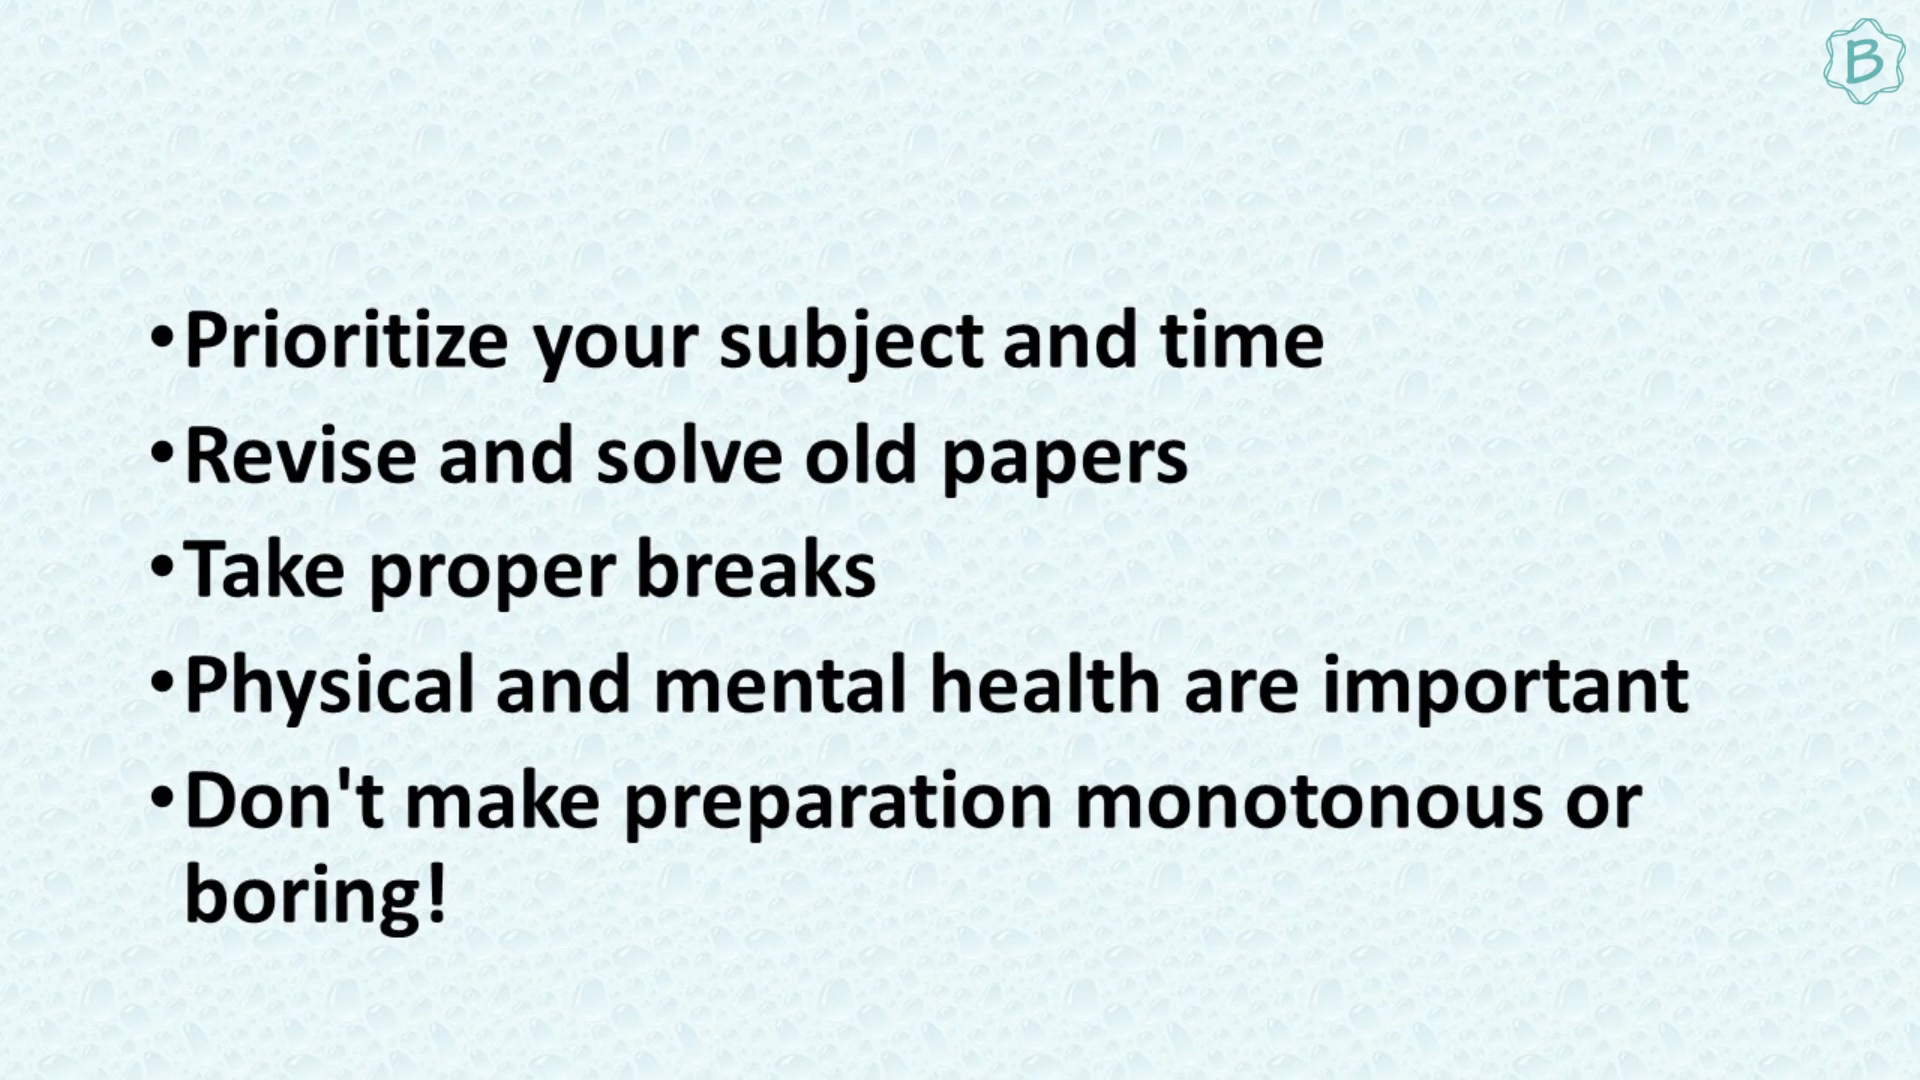 B
•Prioritize your subject and time
•Revise and solve old papers
•Take proper breaks
•Physical and mental health are important
•Don't make preparation monotonous or
boring!